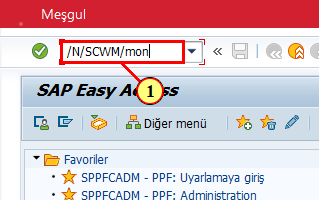 Meşgul
/N/SCWM/mon
1
SAP Easy Access
Diğer menü
Favoriler
SPPFCADM - PPF: Uyarlamaya giriş
SPPFCADM - PPF: Administration